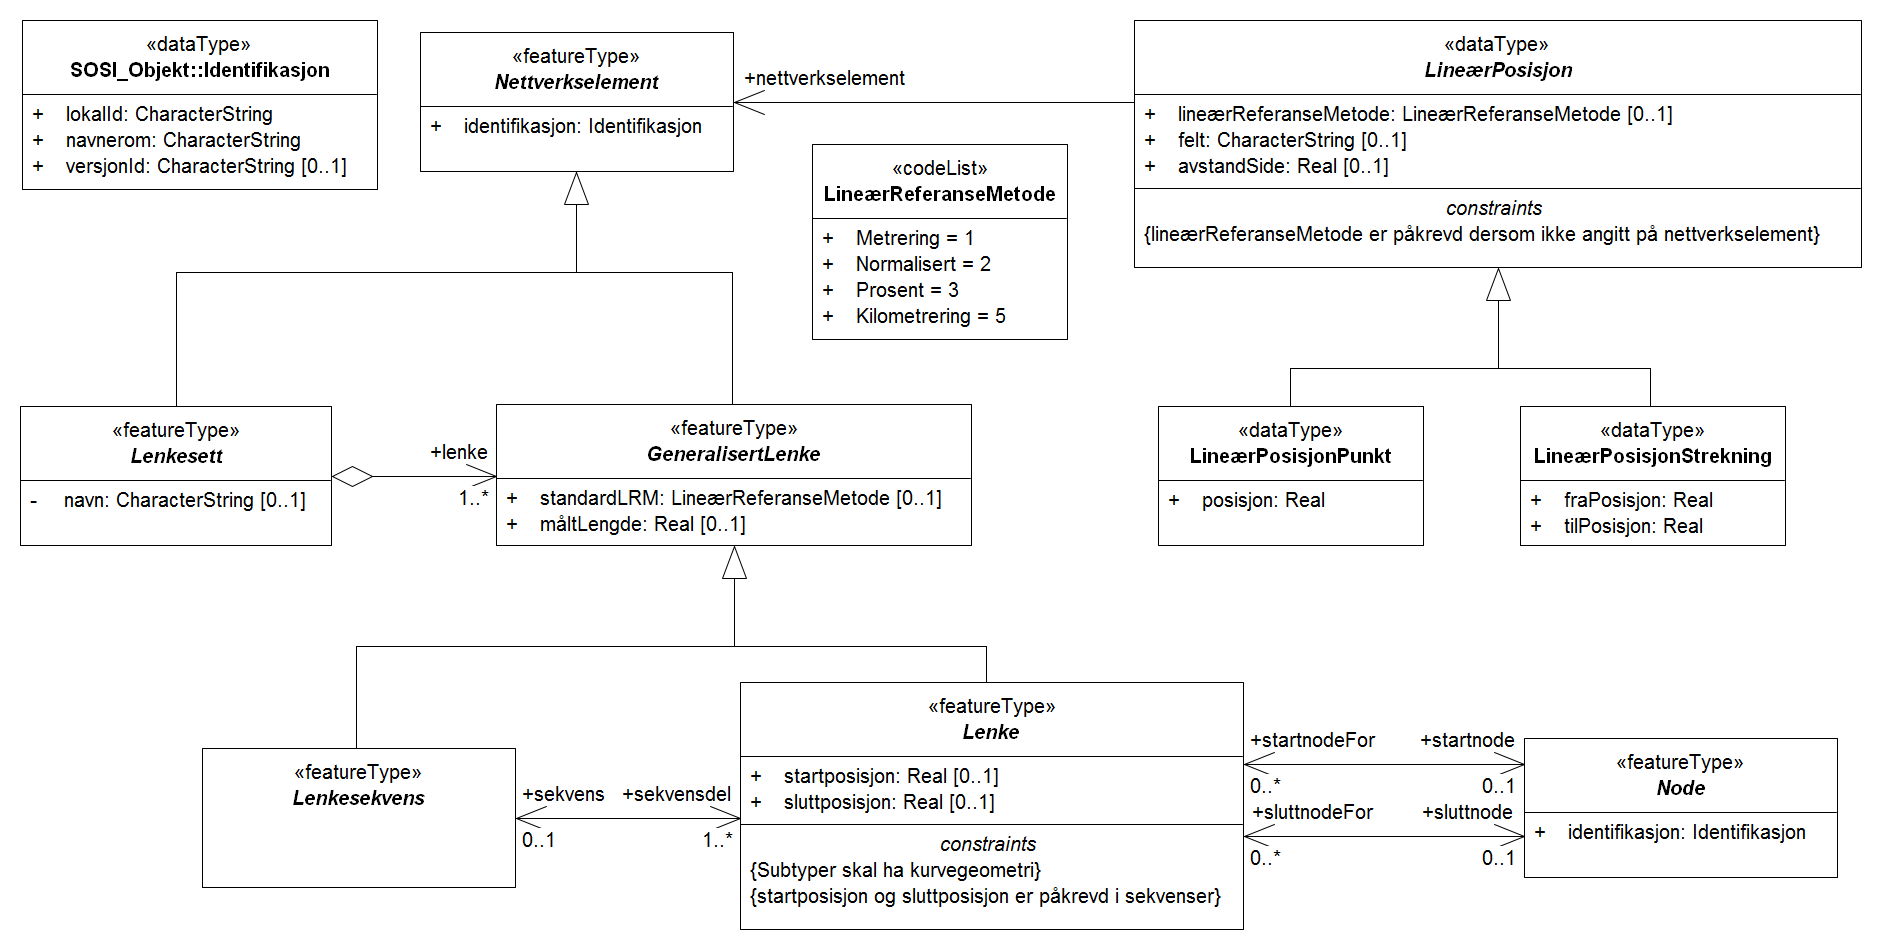 «dataType»
SOSI_Objekt::Identifikasjon
+ lokalId: CharacterString
+ navnerom: CharacterString
+ versjonId: CharacterString [0..1]
«featureType»
Nettverkselement
+ identifikasjon: Identifikasjon
+nettverkselement
«dataType»
LineærPosisjon
+ lineærReferanseMetode: LineærReferanseMetode [0..1]
+ felt: CharacterString [0..1]
+ avstandSide: Real [0..1]
constraints
{lineærReferanseMetode er påkrevd dersom ikke angitt på nettverkselement}
«codeList»
LineærReferanseMetode
+ Metrering = 1
+ Normalisert = 2
+ Prosent = 3
+ Kilometrering = 5
«featureType»
Lenkesett
- navn: CharacterString [0..1]
+lenke
1..*
«featureType»
GeneralisertLenke
+ standardLRM: LineærReferanseMetode [0..1]
+ måltLengde: Real [0..1]
«dataType»
LineærPosisjonPunkt
+ posisjon: Real
«dataType»
LineærPosisjonStrekning
+ fraPosisjon: Real
+ tilPosisjon: Real
«featureType»
Lenkesekvens
+sekvens
0..1
+sekvensdel
1..*
«featureType»
Lenke
+ startposisjon: Real [0..1]
+ sluttposisjon: Real [0..1]
constraints
{Subtyper skal ha kurvegeometri}
{startposisjon og sluttposisjon er påkrevd i sekvenser}
+startnodeFor
0..*
+startnode
0..1
+sluttnodeFor
0..*
+sluttnode
0..1
«featureType»
Node
+ identifikasjon: Identifikasjon